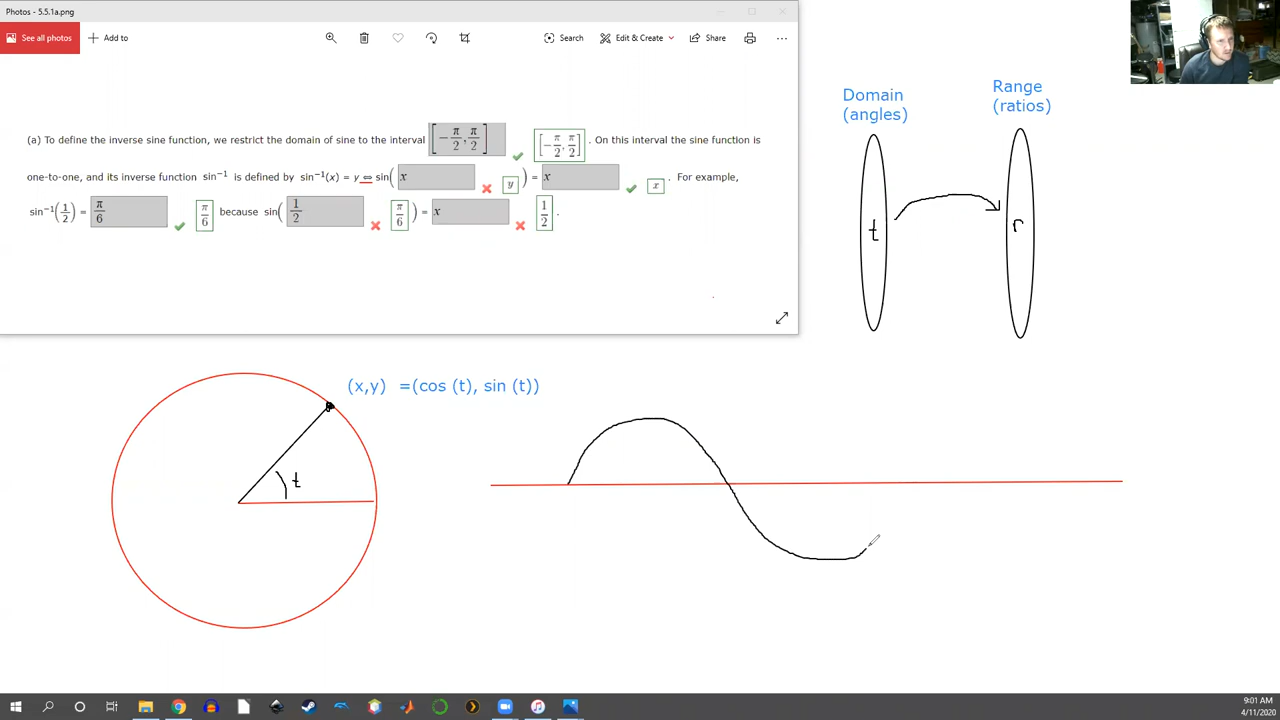 Photos - 5.5.1a.png
See all photos
Add to
Search
Edit & Create
Share
(a) To define the inverse sine function, we restrict the domain of sine to the interval [-π/2, π/2] [-π/2, π/2] . On this interval the sine function is
one-to-one, and its inverse function sin⁻¹ is defined by sin⁻¹(x) = y ⇔ sin( x y ) = x x . For example,
sin⁻¹(1/2) = π/6 π/6 because sin( 1/2 π/6 ) = x 1/2 .
Domain
(angles)
Range
(ratios)
t
r
(x,y) =(cos (t), sin (t))
t
9:01 AM
4/11/2020